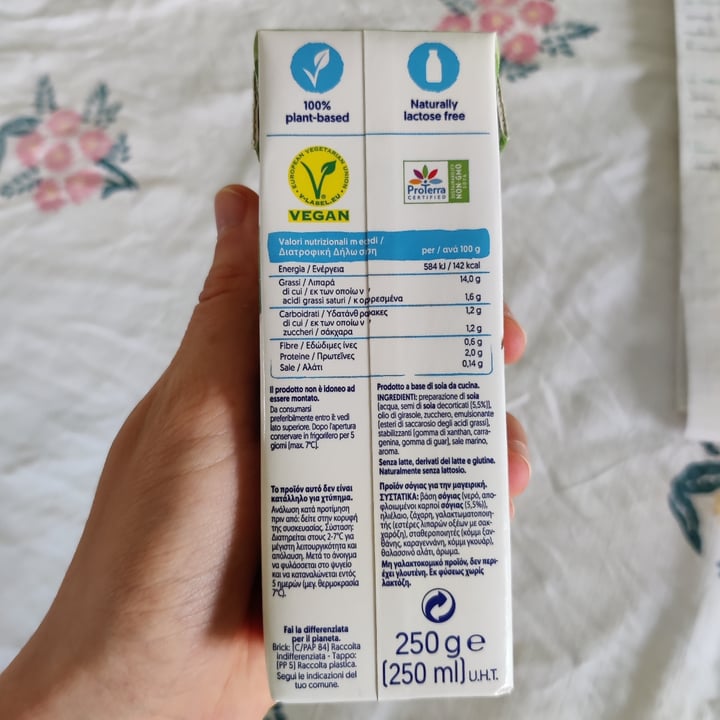 100%
plant-based
Naturally
lactose free
EUROPEAN VEGETARIAN UNION
V-LABEL.EU
VEGAN
ProTerra
CERTIFIED
SUSTAINABILITY
NON GMO
SOYA
Valori nutrizionali medi /
Διατροφική Δήλωση
per / ανά 100 g
Energia / Ενέργεια 584 kJ / 142 kcal
Grassi / Λιπαρά 14,0 g
di cui / εκ των οποίων
acidi grassi saturi / κορεσμένα 1,6 g
Carboidrati / Υδατάνθρακες 1,2 g
di cui / εκ των οποίων
zuccheri / σάκχαρα 1,2 g
Fibre / Εδώδιμες ίνες 0,6 g
Proteine / Πρωτεΐνες 2,0 g
Sale / Αλάτι 0,14 g
Il prodotto non è idoneo ad
essere montato.
Da consumarsi
preferibilmente entro il: vedi
lato superiore. Dopo l'apertura
conservare in frigorifero per 5
giorni (max. 7°C).
Το προϊόν αυτό δεν είναι
κατάλληλο για χτύπημα.
Ανάλωση κατά προτίμηση
πριν από: δείτε στην κορυφή
της συσκευασίας. Σύσταση:
Διατηρείται στους 2-7°C για
μέγιστη λειτουργικότητα και
απόλαυση. Μετά το άνοιγμα
να φυλάσσεται στο ψυγείο
και να καταναλώνεται εντός
5 ημερών (μεγ. θερμοκρασία
7°C).
Fai la differenziata
per il pianeta.
Brick: (C/PAP 84) Raccolta
indifferenziata - Tappo:
(PP 5) Raccolta plastica.
Segui le indicazioni del
tuo comune.
Prodotto a base di soia da cucina.
INGREDIENTI: preparazione di soia
(acqua, semi di soia decorticati (5,5%)),
olio di girasole, zucchero, emulsionante
(esteri di saccarosio degli acidi grassi),
stabilizzanti (gomma di xanthan, carra-
genina, gomma di guar), sale marino,
aroma.
Senza latte, derivati del latte e glutine.
Naturalmente senza lattosio.
Προϊόν σόγιας για την μαγειρική.
ΣΥΣΤΑΤΙΚΑ: βάση σόγιας (νερό, απο-
φλοιωμένοι καρποί σόγιας (5,5%)),
ηλιέλαιο, ζάχαρη, γαλακτωματοποιη-
τής (εστέρες λιπαρών οξέων με σακ-
χαρόζη), σταθεροποιητές (κόμμι ξαν-
θάνης, καραγεννάνη, κόμμι γκουάρ),
θαλασσινό αλάτι, άρωμα.
Μη γαλακτοκομικό προϊόν, δεν περι-
έχει γλουτένη. Εκ φύσεως χωρίς
λακτόζη.
250 g e
(250 ml) U.H.T.